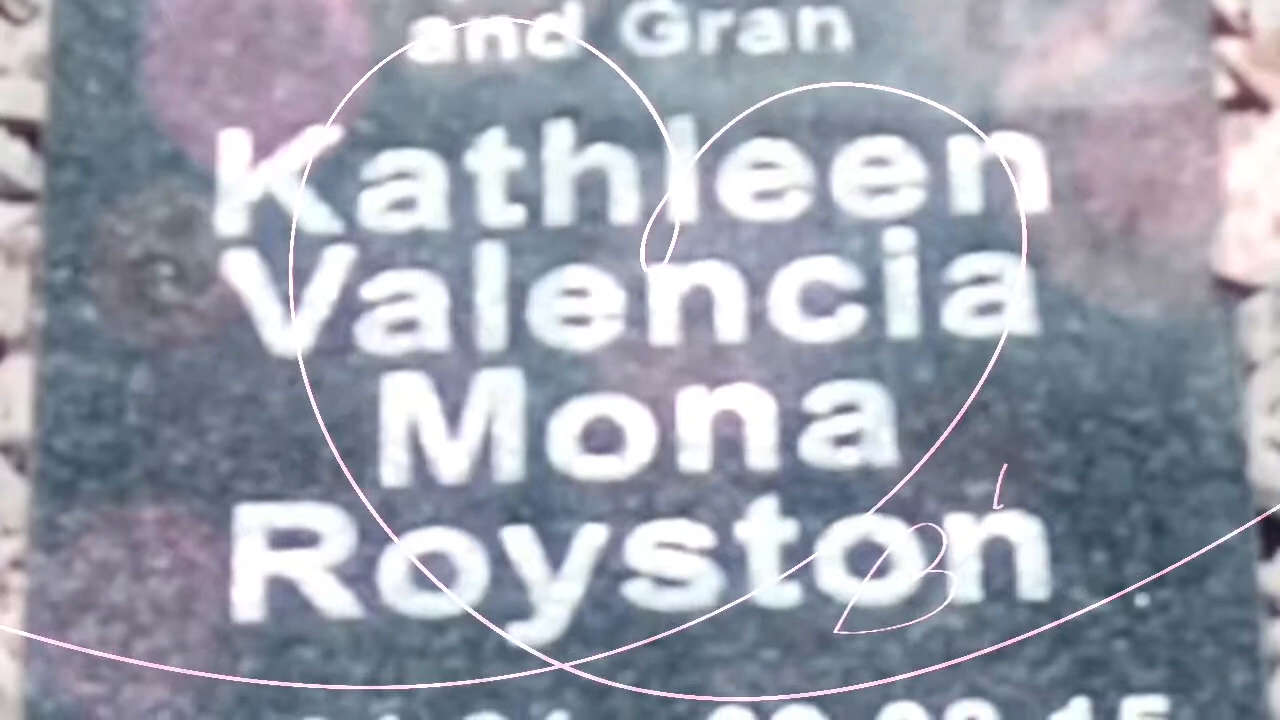 and Gran
Kathleen
Valencia
Mona
Royston